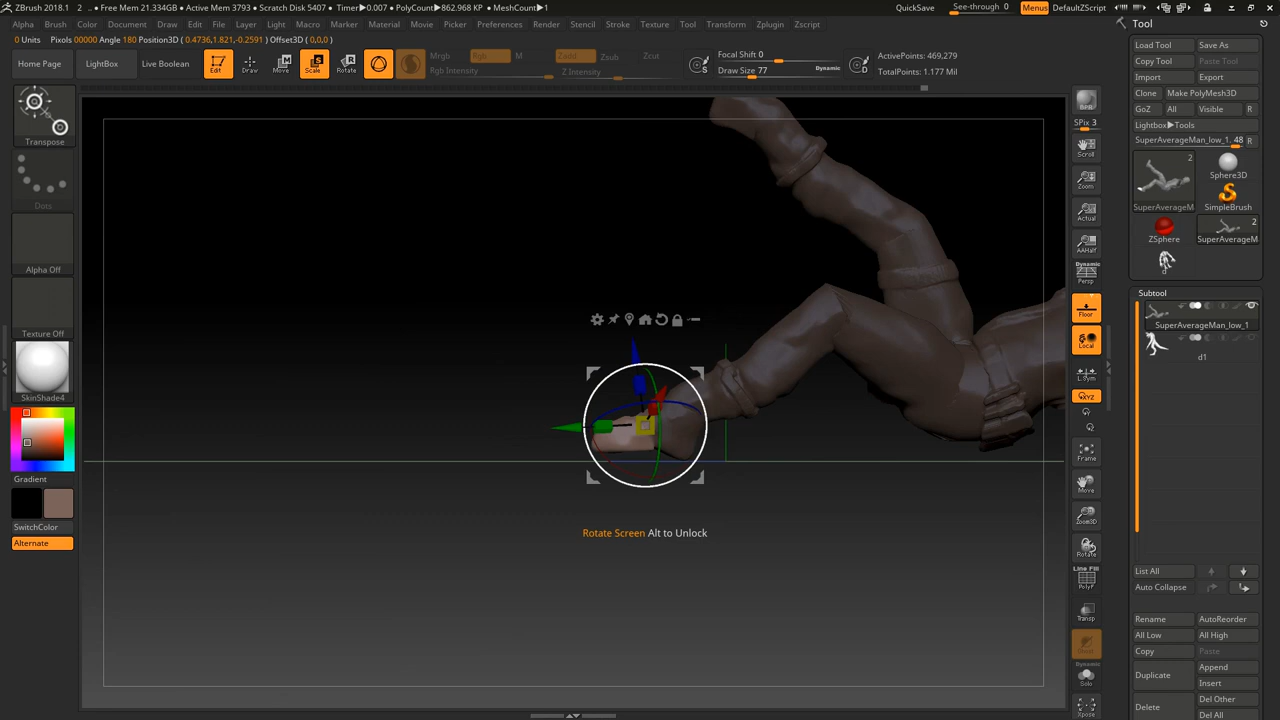 ZBrush 2018.1 2 .. • Free Mem 21.334GB • Active Mem 3793 • Scratch Disk 5407 • Timer▶0.007 • PolyCount▶862.968 KP • MeshCount▶1
QuickSave
See-through 0
Menus
DefaultZScript
Alpha Brush Color Document Draw Edit File Layer Light Macro Marker Material Movie Picker Preferences Render Stencil Stroke Texture Tool Transform Zplugin Zscript
0 Units Pixols 00000 Angle 180 Position3D ( 0.4736,1.821,-0.2591 ) Offset3D ( 0,0,0 )
Home Page
LightBox
Live Boolean
Edit
Draw
Move
Scale
Rotate
Mrgb
Rgb
M
Rgb Intensity
Zadd
Zsub
Zcut
Z Intensity
Focal Shift 0
Draw Size 77
Dynamic
ActivePoints: 469,279
TotalPoints: 1.177 Mil
Transpose
Dots
Alpha Off
Texture Off
SkinShade4
Gradient
SwitchColor
Alternate
Rotate Screen Alt to Unlock
BPR
SPix 3
Scroll
Zoom
Actual
AAHalf
Dynamic
Persp
Floor
Local
L.Sym
XYZ
Frame
Move
Zoom3D
Rotate
Line Fill
PolyF
Transp
Ghost
Dynamic
Solo
Xpose
Tool
Load Tool
Save As
Copy Tool
Paste Tool
Import
Export
Clone
Make PolyMesh3D
GoZ
All
Visible
R
Lightbox▶Tools
SuperAverageMan_low_1. 48
R
2
SuperAverageM
Sphere3D
SimpleBrush
ZSphere
2
SuperAverageM
Subtool
SuperAverageMan_low_1
d1
List All
Auto Collapse
Rename
AutoReorder
All Low
All High
Copy
Paste
Duplicate
Append
Insert
Delete
Del Other
Del All